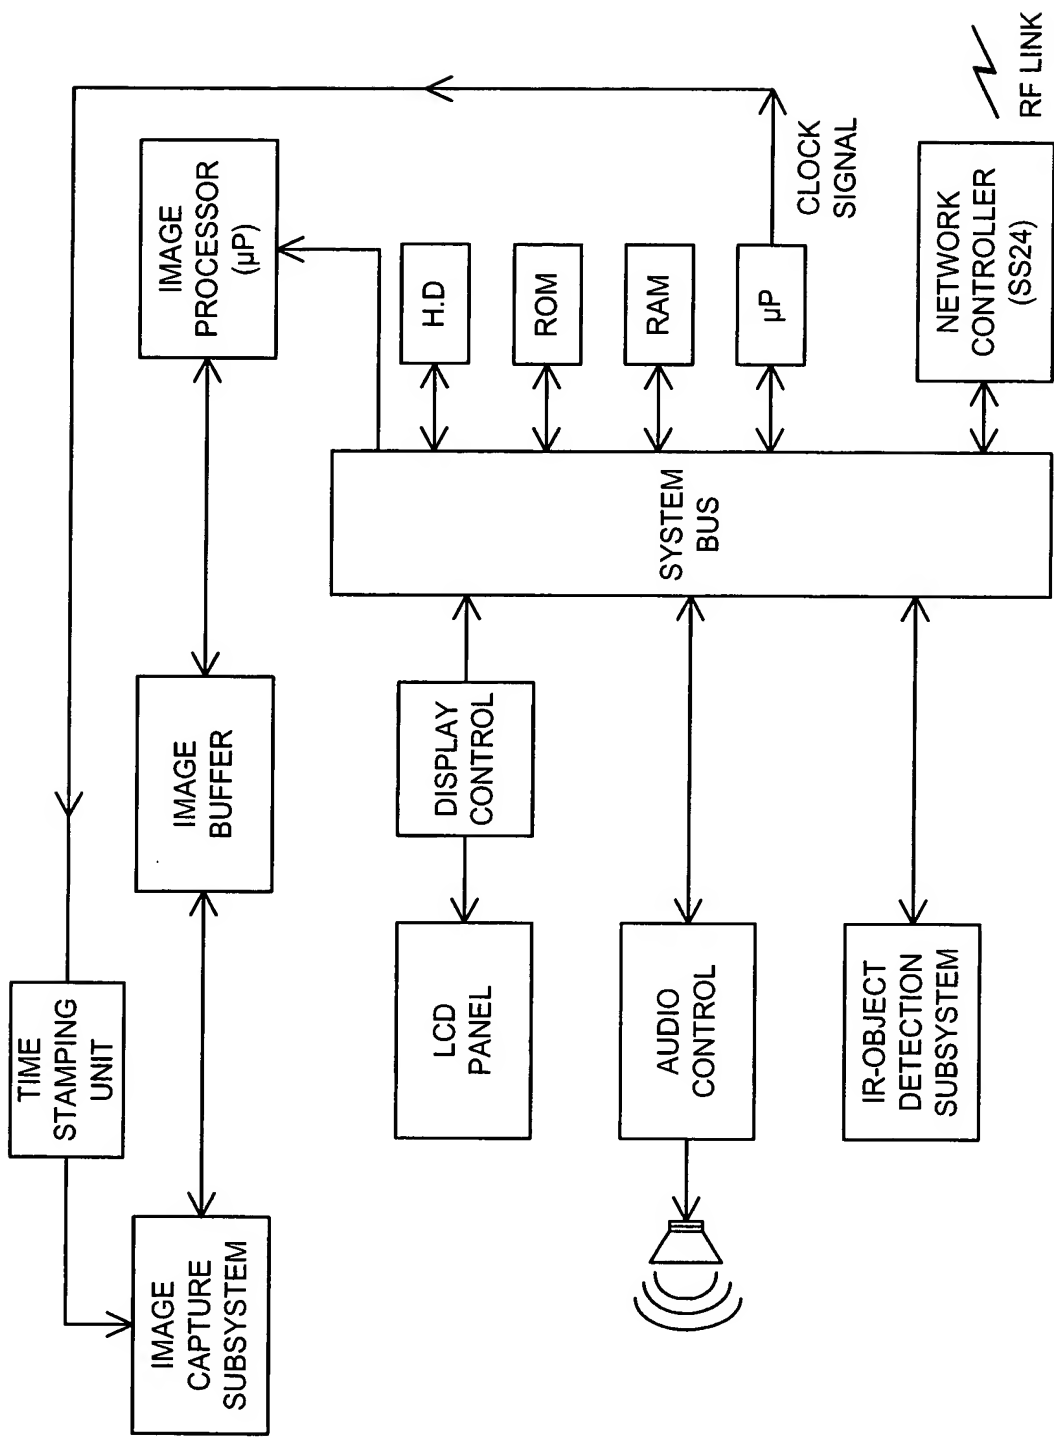 TIME
STAMPING
UNIT
IMAGE
CAPTURE
SUBSYSTEM
IMAGE
BUFFER
IMAGE
PROCESSOR
(µP)
LCD
PANEL
DISPLAY
CONTROL
H.D
ROM
RAM
µP
CLOCK
SIGNAL
SYSTEM
BUS
AUDIO
CONTROL
IR-OBJECT
DETECTION
SUBSYSTEM
NETWORK
CONTROLLER
(SS24)
RF LINK